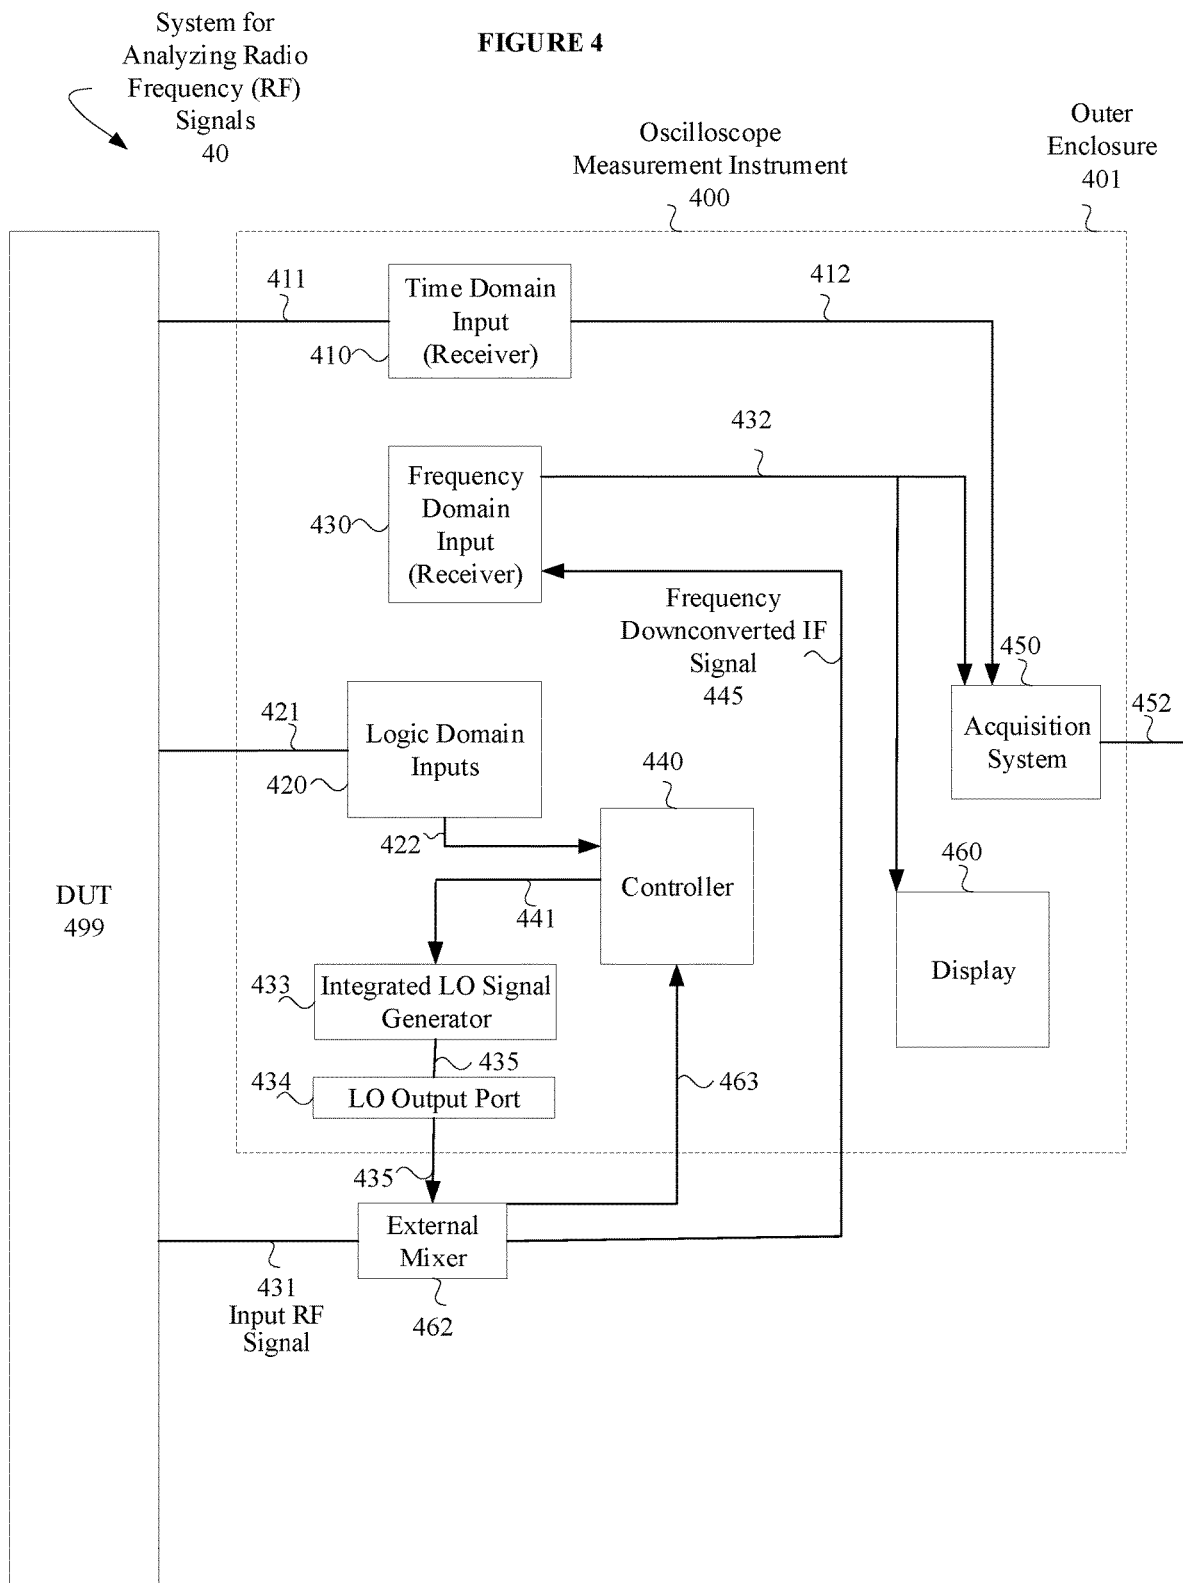 System for
Analyzing Radio
Frequency (RF)
Signals
40
FIGURE 4
Oscilloscope
Measurement Instrument
400
Outer
Enclosure
401
411
Time Domain
Input
(Receiver)
410
412
432
Frequency
Domain
Input
(Receiver)
430
Frequency
Downconverted IF
Signal
445
450
Acquisition
System
452
421
Logic Domain
Inputs
420
422
440
Controller
441
460
Display
DUT
499
433
Integrated LO Signal
Generator
435
434
LO Output Port
463
435
External
Mixer
462
431
Input RF
Signal